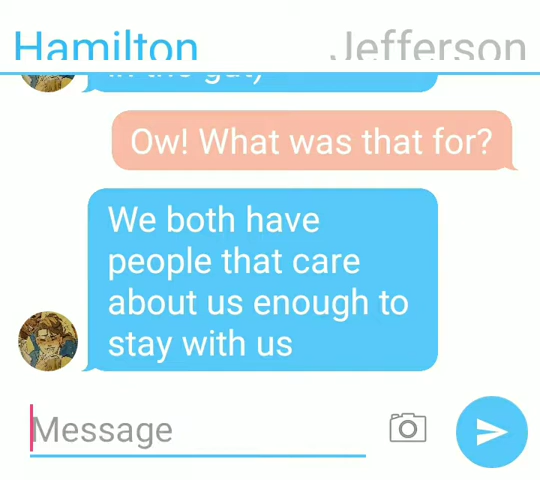 Hamilton Jefferson
Ow! What was that for?
We both have
people that care
about us enough to
stay with us
Message